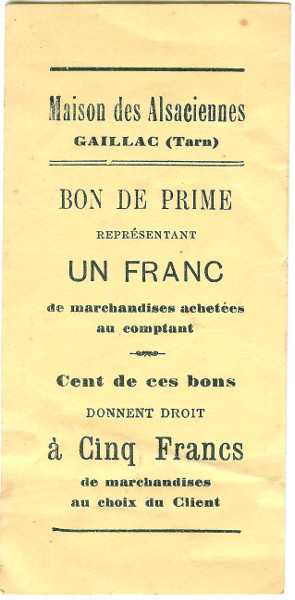 Maison des Alsaciennes
GAILLAC (Tarn)
BON DE PRIME
REPRÉSENTANT
UN FRANC
de marchandises achetées
au comptant
Cent de ces bons
DONNENT DROIT
à Cinq Francs
de marchandises
au choix du Client